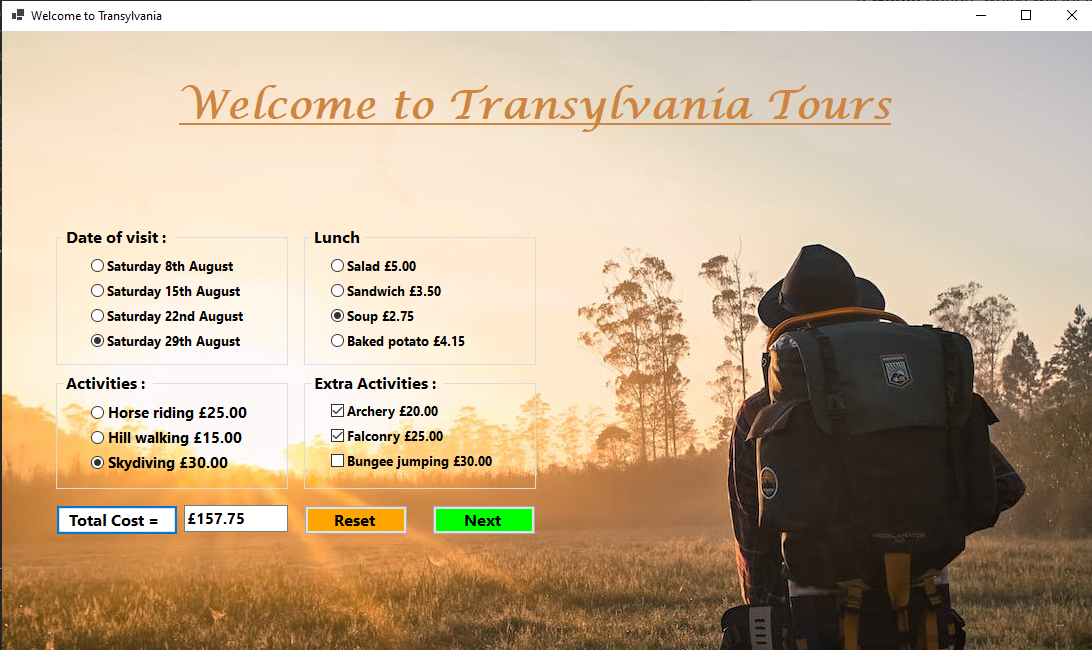 Welcome to Transylvania
Welcome to Transylvania Tours
Date of visit :
Saturday 8th August
Saturday 15th August
Saturday 22nd August
Saturday 29th August
Lunch
Salad £5.00
Sandwich £3.50
Soup £2.75
Baked potato £4.15
Activities :
Horse riding £25.00
Hill walking £15.00
Skydiving £30.00
Extra Activities :
Archery £20.00
Falconry £25.00
Bungee jumping £30.00
Total Cost = £157.75 Reset Next